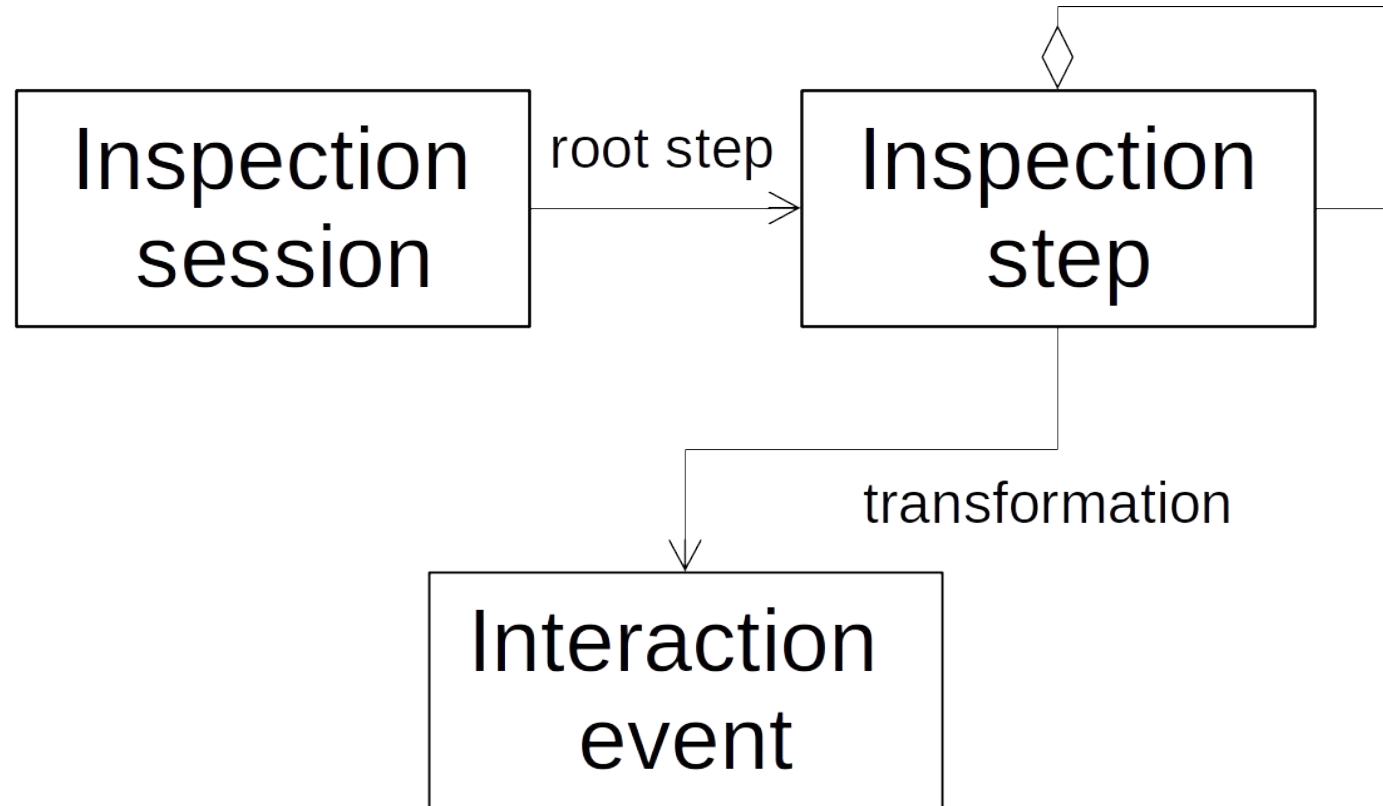 Inspection
session
root step
Inspection
step
transformation
Interaction
event